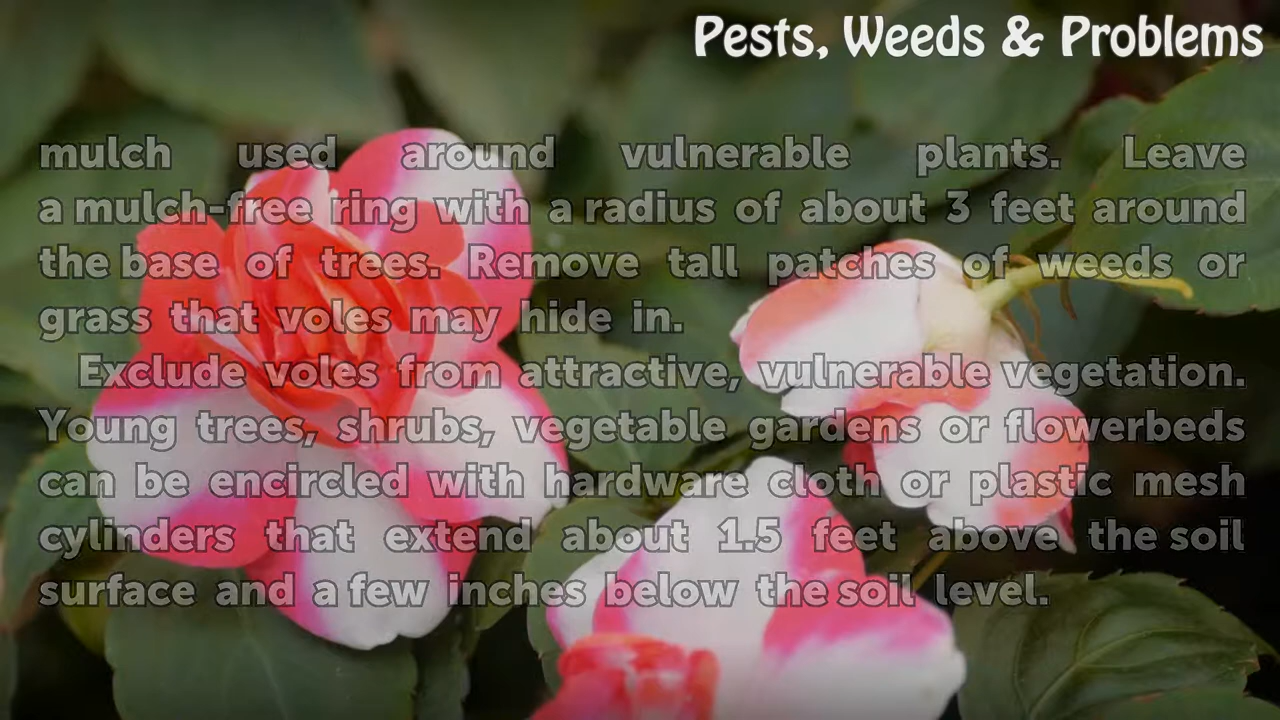 Pests, Weeds & Problems
mulch used around vulnerable plants. Leave
a mulch-free ring with a radius of about 3 feet around
the base of trees. Remove tall patches of weeds or
grass that voles may hide in.
Exclude voles from attractive, vulnerable vegetation.
Young trees, shrubs, vegetable gardens or flowerbeds
can be encircled with hardware cloth or plastic mesh
cylinders that extend about 1.5 feet above the soil
surface and a few inches below the soil level.